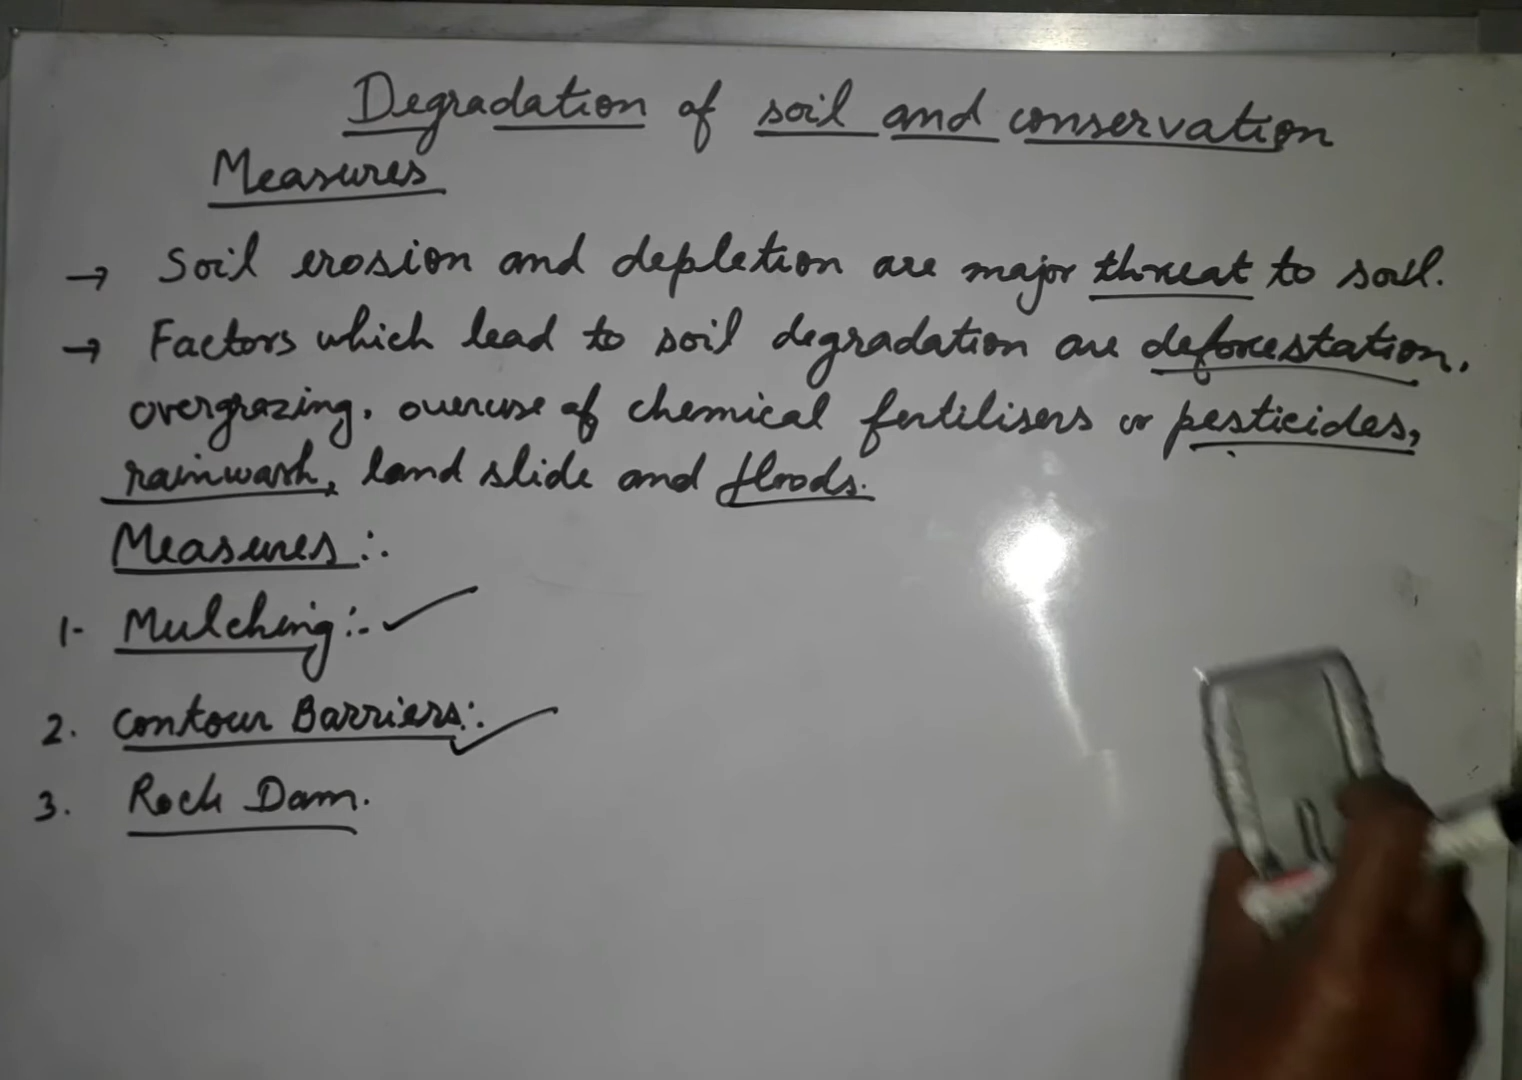 Degradation of soil and conservation
Measures
→ Soil erosion and depletion are major threat to soil.
→ Factors which lead to soil degradation are deforestation,
overgrazing, overuse of chemical fertilisers or pesticides,
rainwash, land slide and floods.
Measures :.
1- Mulching :- ✓
2. Contour Barriers :. ✓
3. Rock Dam.